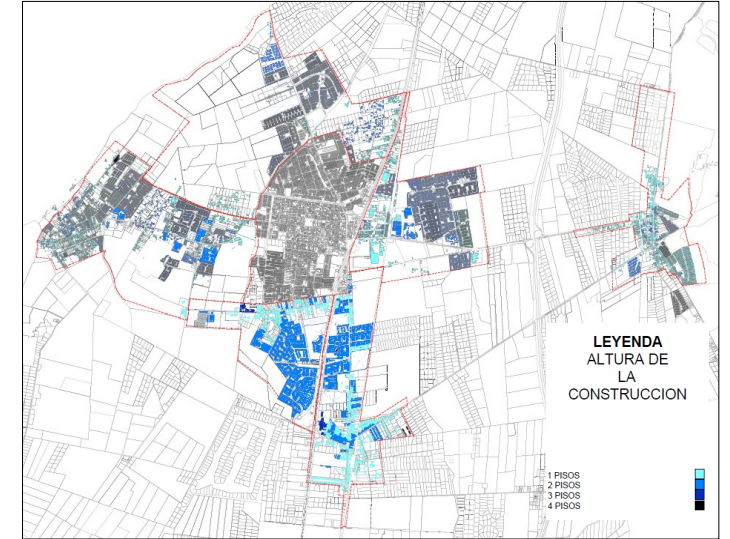 LEYENDA
ALTURA DE
LA
CONSTRUCCION
1 PISOS
2 PISOS
3 PISOS
4 PISOS